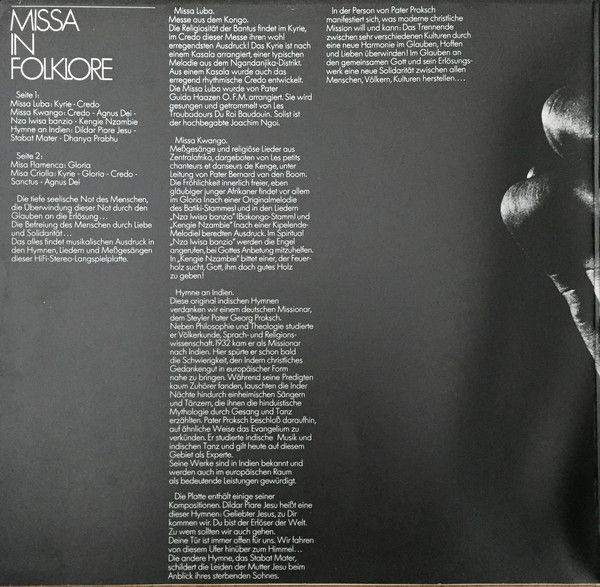 MISSA
IN
FOLKLORE
Seite 1:
Missa Luba: Kyrie - Credo
Missa Kwango: Credo - Agnus Dei -
Nza Iwisa banzio - Kengie Nzambie
Hymne an Indien: Dildar Piare Jesu -
Stabat Mater - Dhanya Prabhu
Seite 2:
Misa Flamenca: Gloria
Misa Criolla: Kyrie - Gloria - Credo -
Sanctus - Agnus Dei
Die tiefe seelische Not des Menschen,
die Überwindung dieser Not durch den
Glauben an die Erlösung...
Die Befreiung des Menschen durch Liebe
und Solidarität...
Das alles findet musikalischen Ausdruck in
den Hymnen, Liedern und Meßgesängen
dieser HiFi-Stereo-Langspielplatte.
Missa Luba.
Messe aus dem Kongo.
Die Religiosität der Bantus findet im Kyrie,
im Credo dieser Messe ihren wohl
erregendsten Ausdruck! Das Kyrie ist nach
einem Kasala arrangiert, einer typischen
Melodie aus dem Ngandanjika-Distrikt.
Aus einem Kasala wurde auch das
erregend rhythmische Credo entwickelt.
Die Missa Luba wurde von Pater
Guido Haazen O. F. M. arrangiert. Sie wird
gesungen und getrommelt von Les
Troubadours Du Roi Baudouin. Solist ist
der hochbegabte Joachim Ngoi.
Missa Kwango.
Meßgesänge und religiöse Lieder aus
Zentralafrika, dargeboten von Les petits
chanteurs et danseurs de Kenge, unter
Leitung von Pater Bernard van den Boom.
Die Fröhlichkeit innerlich freier, eben
gläubiger junger Afrikaner findet vor allem
im Gloria (nach einer Originalmelodie
des Batiki-Stammes) und in den Liedern
„Nza Iwisa banzio" (Bakongo-Stamm) und
„Kengie Nzambie" (nach einer Kipelende-
Melodie) beredten Ausdruck. Im Spiritual
„Nza Iwisa banzio" werden die Engel
angerufen, bei Gottes Anbetung mitzuhelfen.
In „Kengie Nzambie" bittet einer, der Feuer-
holz sucht, Gott, ihm doch gutes Holz
zu geben!
Hymne an Indien.
Diese original indischen Hymnen
verdanken wir einem deutschen Missionar,
dem Steyler Pater Georg Proksch.
Neben Philosophie und Theologie studierte
er Völkerkunde, Sprach- und Religions-
wissenschaft. 1932 kam er als Missionar
nach Indien. Hier spürte er schon bald
die Schwierigkeit, den Indern christliches
Gedankengut in europäischer Form
nahe zu bringen. Während seine Predigten
kaum Zuhörer fanden, lauschten die Inder
Nächte hindurch einheimischen Sängern
und Tänzern, die ihnen die hinduistische
Mythologie durch Gesang und Tanz
erzählten. Pater Proksch beschloß daraufhin,
auf ähnliche Weise das Evangelium zu
verkünden. Er studierte indische Musik und
indischen Tanz und gilt heute auf diesem
Gebiet als Experte.
Seine Werke sind in Indien bekannt und
werden auch im europäischen Raum
als bedeutende Leistungen gewürdigt.
Die Platte enthält einige seiner
Kompositionen. Dildar Piare Jesu heißt eine
dieser Hymnen: Geliebter Jesus, zu Dir
kommen wir. Du bist der Erlöser der Welt.
Zu wem sollten wir auch gehen.
Deine Tür ist immer offen für uns. Wir fahren
von diesem Ufer hinüber zum Himmel...
Die andere Hymne, das Stabat Mater,
schildert die Leiden der Mutter Jesu beim
Anblick ihres sterbenden Sohnes.
In der Person von Pater Proksch
manifestiert sich, was moderne christliche
Mission will und kann: Das Trennende
zwischen sehr verschiedenen Kulturen durch
eine neue Harmonie im Glauben, Hoffen
und Lieben überwinden! Im Glauben an
den gemeinsamen Gott und sein Erlösungs-
werk eine neue Solidarität zwischen allen
Menschen, Völkern, Kulturen herstellen....